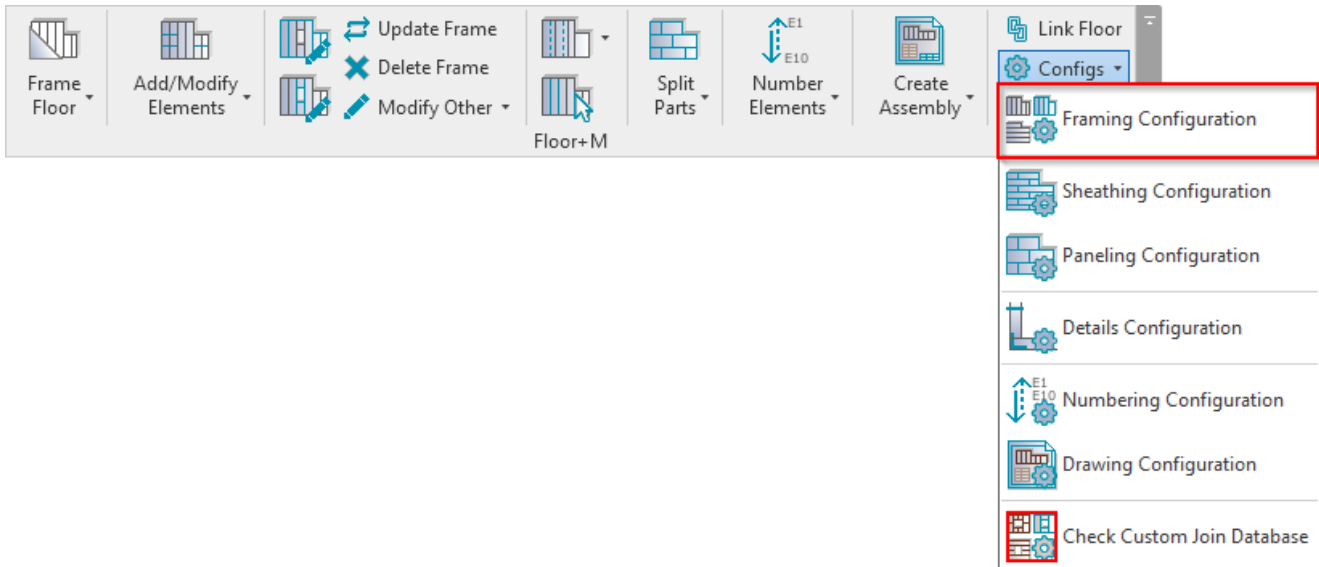 Frame
Floor
Add/Modify
Elements
Update Frame
Delete Frame
Modify Other
Split
Parts
E1
E10
Number
Elements
Create
Assembly
Link Floor
Configs
Floor+M
Framing Configuration
Sheathing Configuration
Paneling Configuration
Details Configuration
E1
E10
Numbering Configuration
Drawing Configuration
Check Custom Join Database